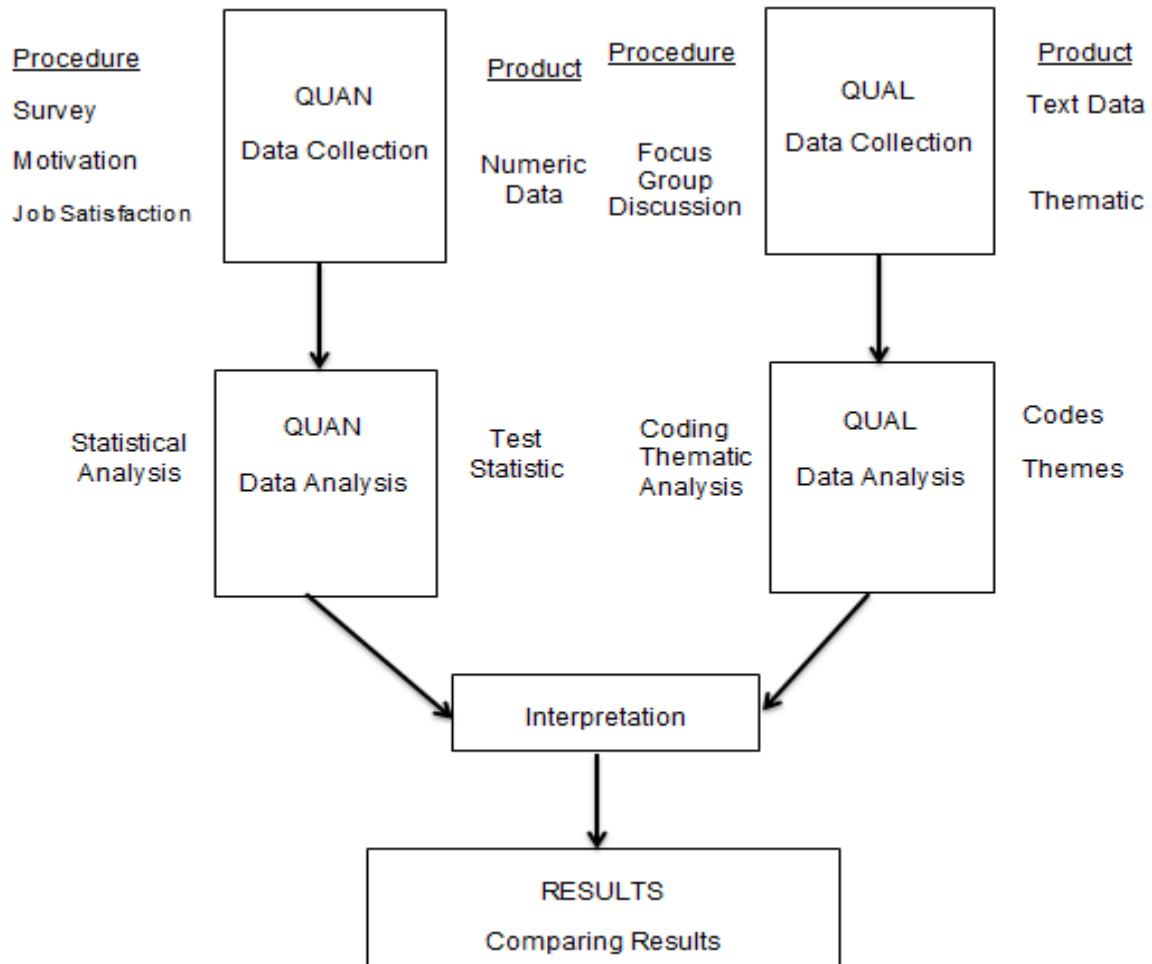 Procedure
Survey
Motivation
Job Satisfaction
QUAN
Data Collection
Product
Numeric
Data
Procedure
Focus
Group
Discussion
QUAL
Data Collection
Product
Text Data
Thematic
Statistical
Analysis
QUAN
Data Analysis
Test
Statistic
Coding
Thematic
Analysis
QUAL
Data Analysis
Codes
Themes
Interpretation
RESULTS
Comparing Results